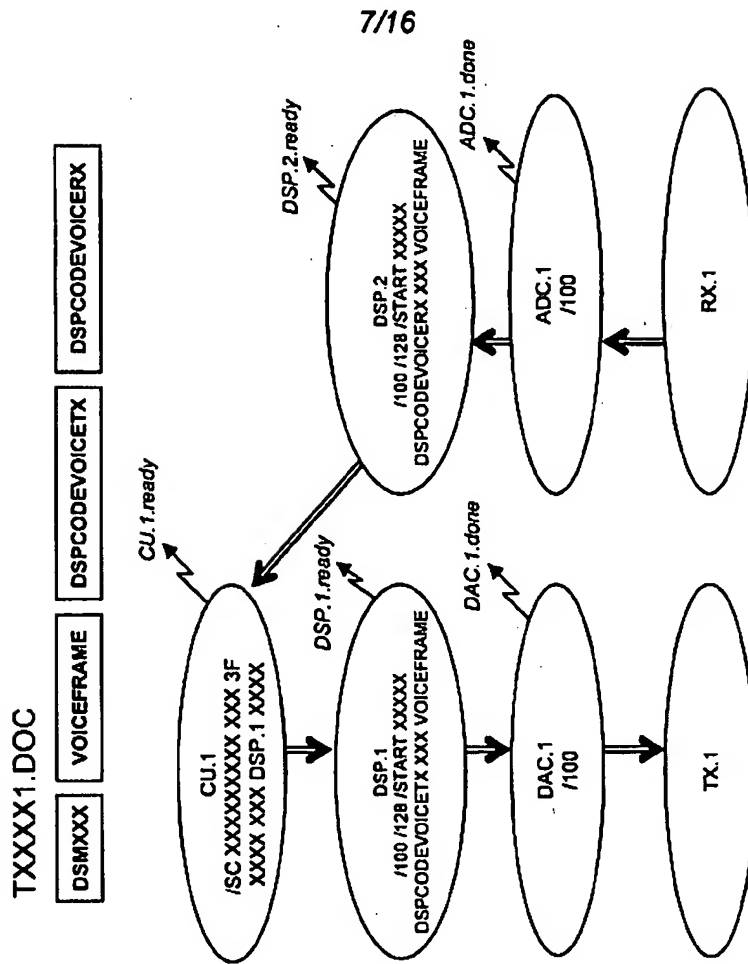 7/16
TXXXX1.DOC
DSMXXX
VOICEFRAME
DSPCODEVOICETX
DSPCODEVOICERX
CU.1.ready
CU.1
/SC XXXXXXXXX XXX 3F
XXXX XXX DSP.1 XXXX
DSP.1.ready
DSP.1
/100 /128 /START XXXXX
DSPCODEVOICETX XXX VOICEFRAME
DAC.1.done
DAC.1
/100
TX.1
DSP.2.ready
DSP.2
/100 /128 /START XXXXX
DSPCODEVOICERX XXX VOICEFRAME
ADC.1.done
ADC.1
/100
RX.1